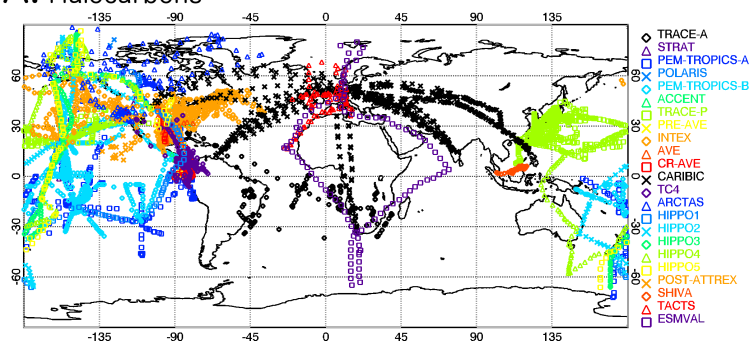 Halocarbons
-135 -90 -45 0 45 90 135
60 60
30 30
0 0
-30 -30
-60 -60
-135 -90 -45 0 45 90 135
TRACE-A
STRAT
PEM-TROPICS-A
POLARIS
PEM-TROPICS-B
ACCENT
TRACE-P
PRE-AVE
INTEX
AVE
CR-AVE
CARIBIC
TC4
ARCTAS
HIPPO1
HIPPO2
HIPPO3
HIPPO4
HIPPO5
POST-ATTREX
SHIVA
TACTS
ESMVAL